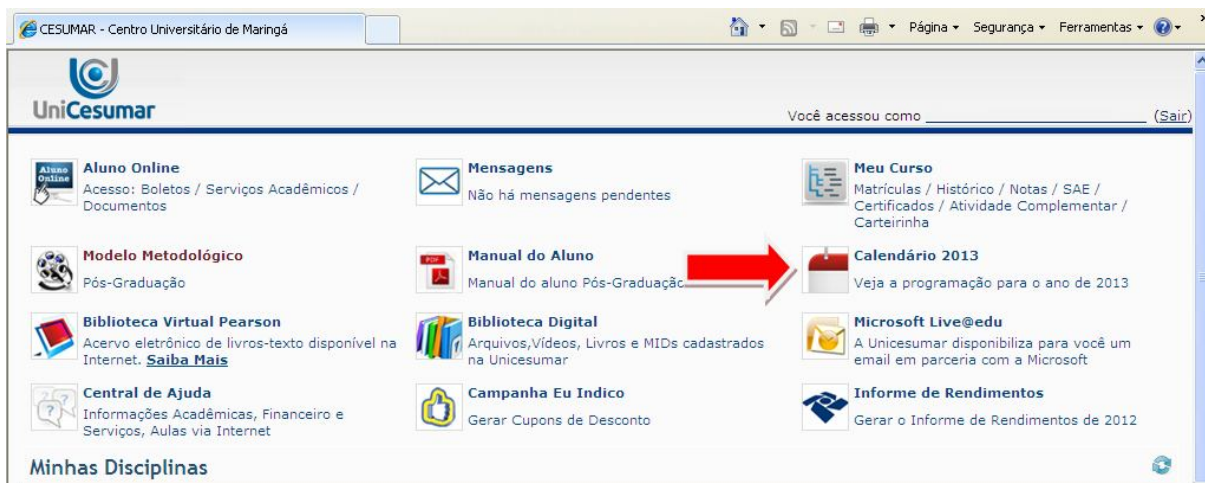 CESUMAR - Centro Universitário de Maringá
Página Segurança Ferramentas
UniCesumar
Você acessou como ______________________ (Sair)
Aluno Online
Aluno Online
Acesso: Boletos / Serviços Acadêmicos /
Documentos
Mensagens
Não há mensagens pendentes
Meu Curso
Matrículas / Histórico / Notas / SAE /
Certificados / Atividade Complementar /
Carteirinha
Modelo Metodológico
Pós-Graduação
PDF
Manual do Aluno
Manual do aluno Pós-Graduação
Calendário 2013
Veja a programação para o ano de 2013
Biblioteca Virtual Pearson
Acervo eletrônico de livros-texto disponível na
Internet. Saiba Mais
Biblioteca Digital
Arquivos,Vídeos, Livros e MIDs cadastrados
na Unicesumar
Microsoft Live@edu
A Unicesumar disponibiliza para você um
email em parceria com a Microsoft
Central de Ajuda
Informações Acadêmicas, Financeiro e
Serviços, Aulas via Internet
Campanha Eu Indico
Gerar Cupons de Desconto
Informe de Rendimentos
Gerar o Informe de Rendimentos de 2012
Minhas Disciplinas